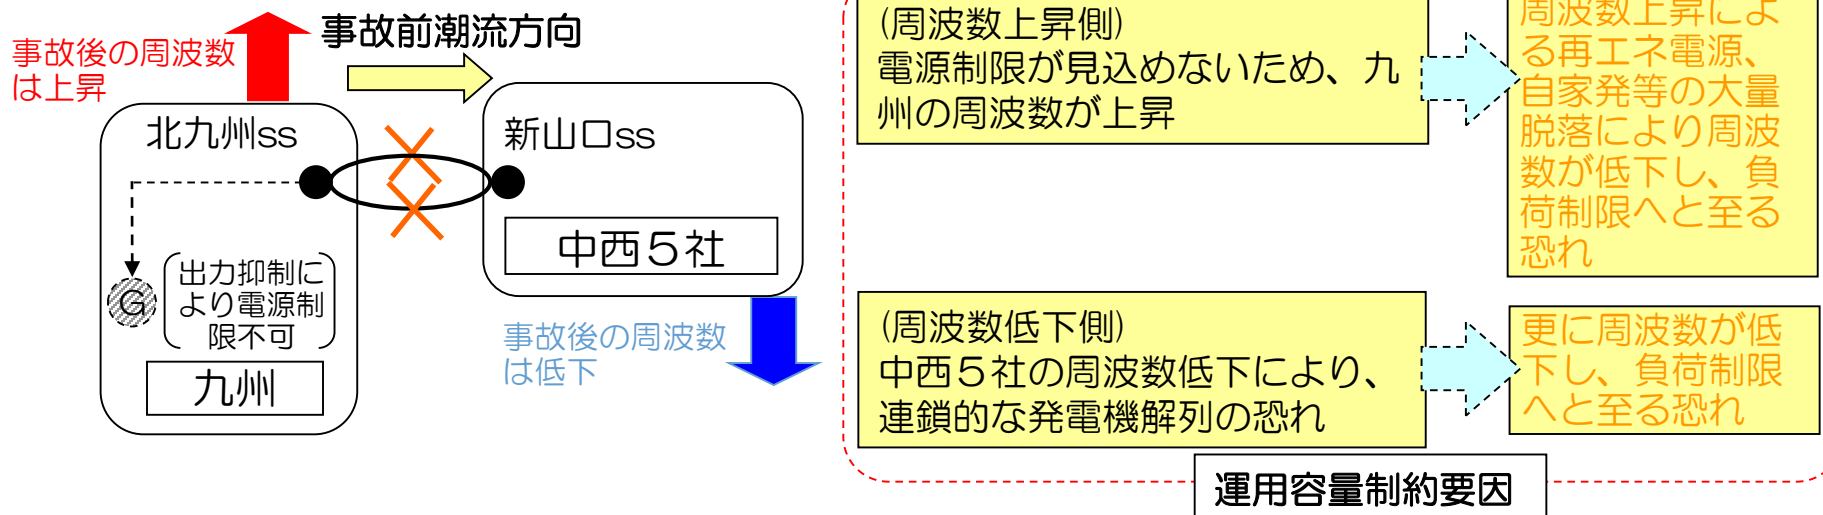 事故後の周波数
は上昇
事故前潮流方向
北九州ss
新山口ss
中西５社
G
出力抑制に
より電源制
限不可
九州
事故後の周波数
は低下
(周波数上昇側)
電源制限が見込めないため、九
州の周波数が上昇
周波数上昇によ
る再エネ電源、
自家発等の大量
脱落により周波
数が低下し、負
荷制限へと至る
恐れ
(周波数低下側)
中西５社の周波数低下により、
連鎖的な発電機解列の恐れ
更に周波数が低
下し、負荷制限
へと至る恐れ
運用容量制約要因